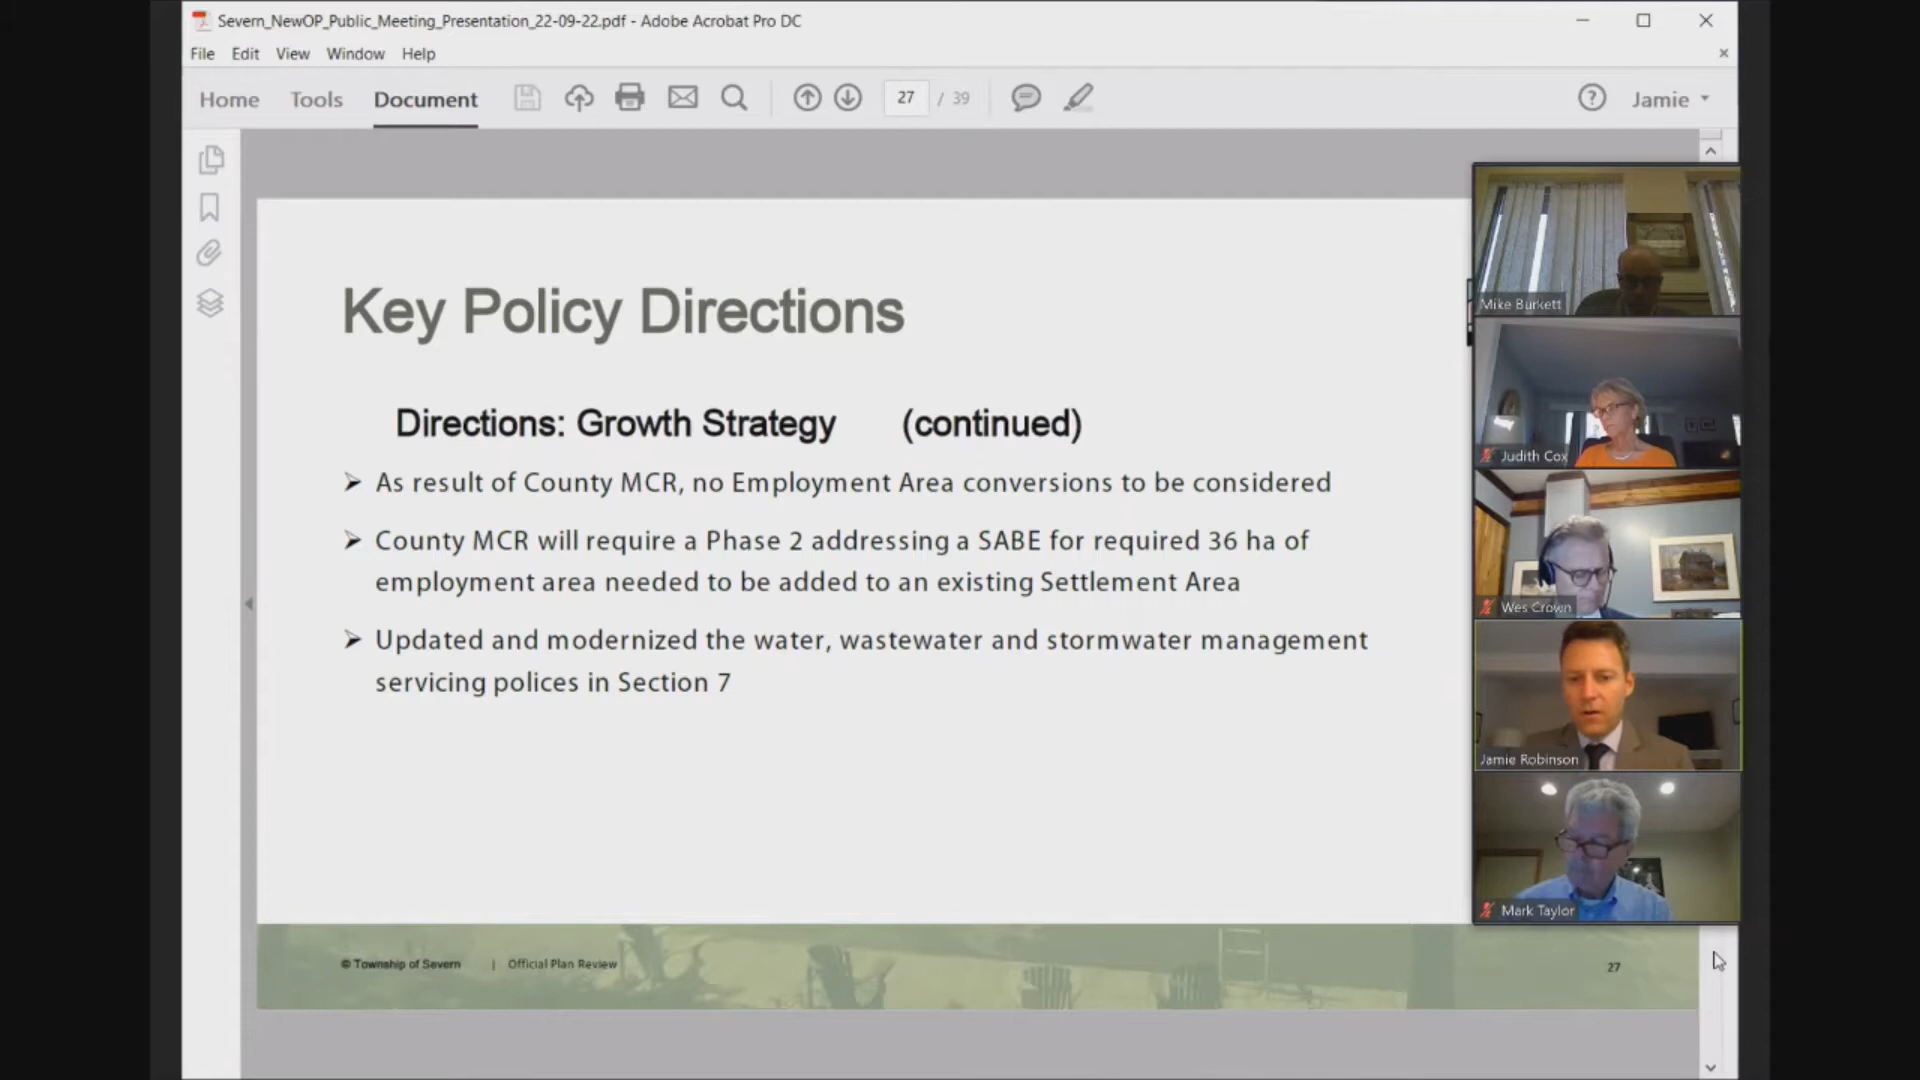 Severn_NewOP_Public_Meeting_Presentation_22-09-22.pdf - Adobe Acrobat Pro DC
File Edit View Window Help
Home Tools Document 27 / 39 Jamie
Key Policy Directions
Directions: Growth Strategy (continued)
➢ As result of County MCR, no Employment Area conversions to be considered
➢ County MCR will require a Phase 2 addressing a SABE for required 36 ha of
employment area needed to be added to an existing Settlement Area
➢ Updated and modernized the water, wastewater and stormwater management
servicing polices in Section 7
© Township of Severn | Official Plan Review
27
Mike Burkett
Judith Cox
Wes Crown
Jamie Robinson
Mark Taylor